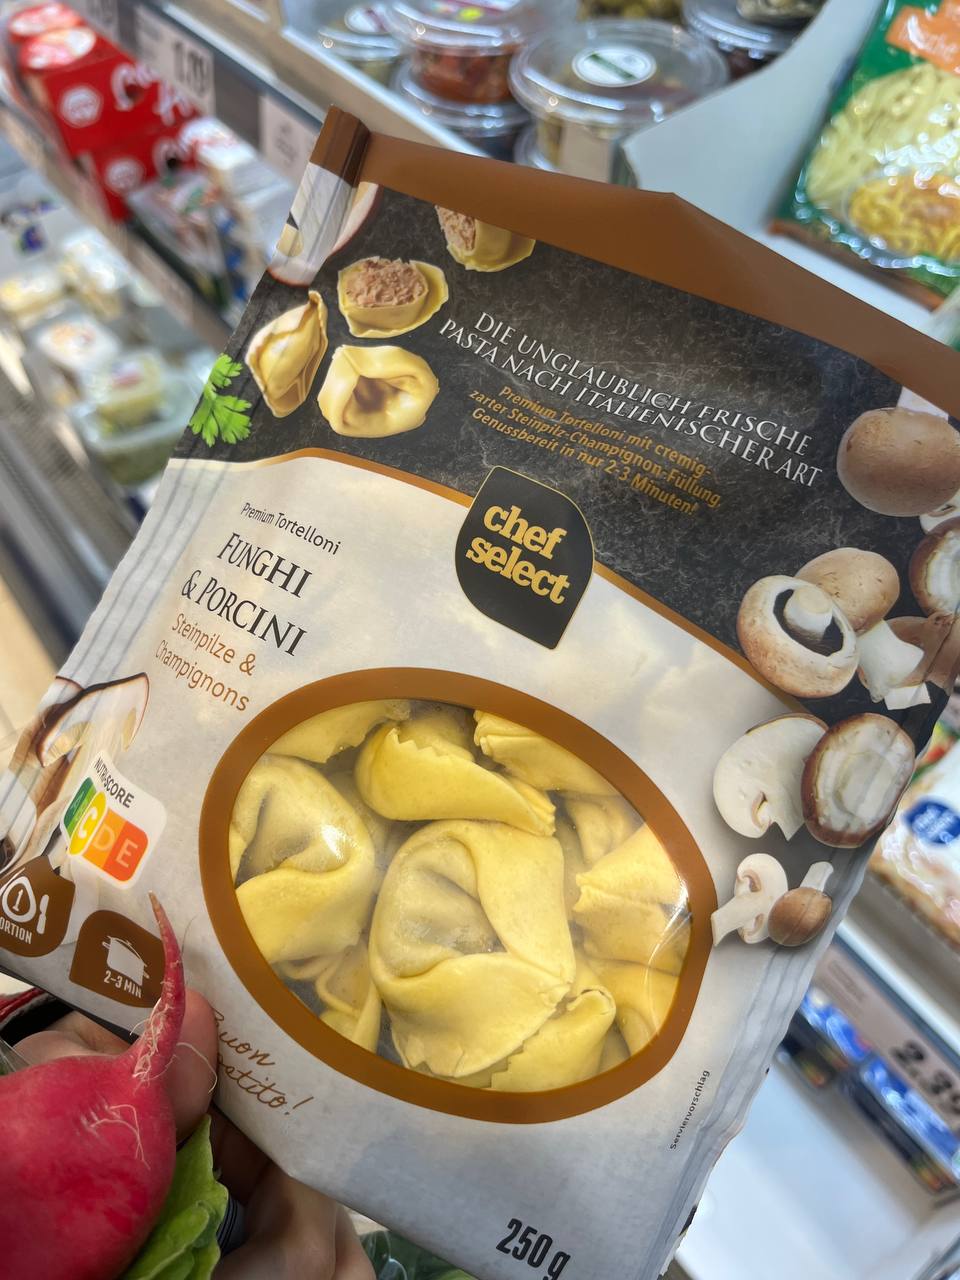 DIE UNGLAUBLICH FRISCHE
PASTA NACH ITALIENISCHER ART
Premium Tortelloni mit cremig-
zarter Steinpilz-Champignon-Füllung.
Genussbereit in nur 2-3 Minuten!
chef
select
Premium Tortelloni
FUNGHI
& PORCINI
Steinpilze &
Champignons
NUTRI-SCORE
A C D E
1
2-3 MIN
Buon
Serviervorschlag
250 g